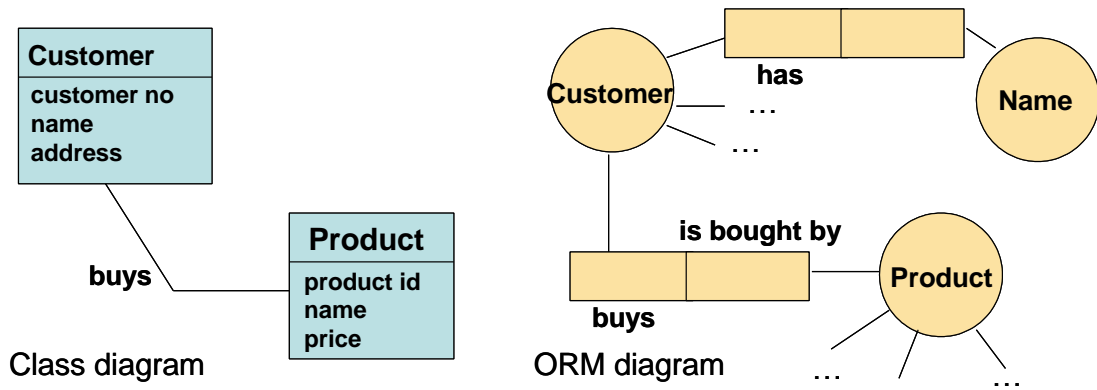 Customer
customer no
name
address
buys
Product
product id
name
price
Class diagram
has
Customer
Name
...
...
is bought by
Product
buys
...
...
...
ORM diagram